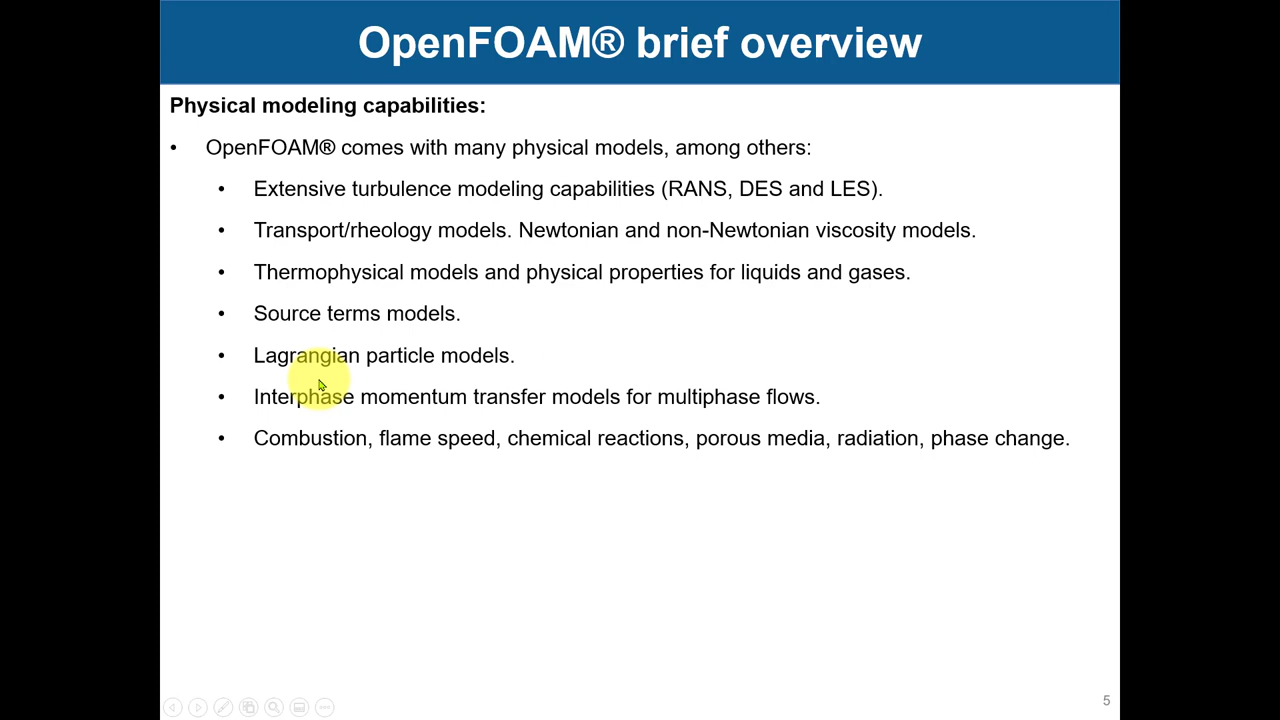 OpenFOAM® brief overview
Physical modeling capabilities:
• OpenFOAM® comes with many physical models, among others:
• Extensive turbulence modeling capabilities (RANS, DES and LES).
• Transport/rheology models. Newtonian and non-Newtonian viscosity models.
• Thermophysical models and physical properties for liquids and gases.
• Source terms models.
• Lagrangian particle models.
• Interphase momentum transfer models for multiphase flows.
• Combustion, flame speed, chemical reactions, porous media, radiation, phase change.
5